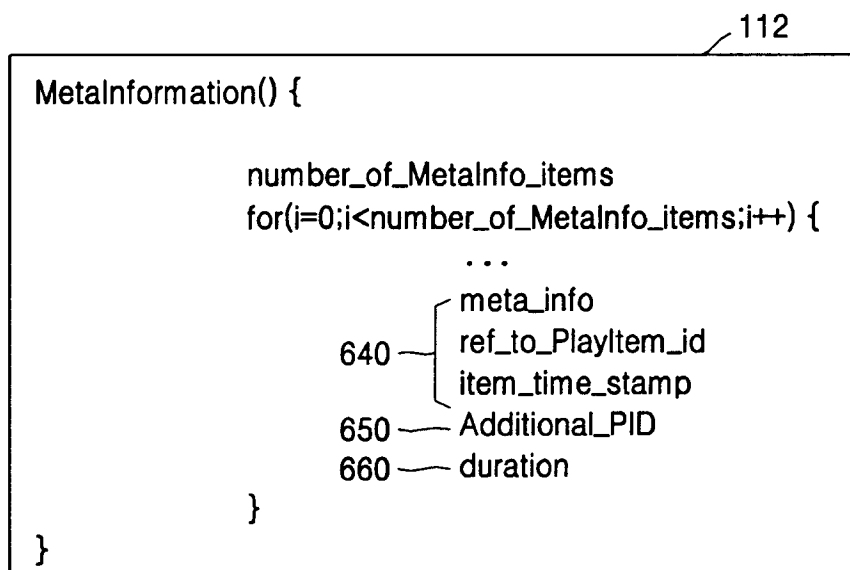 112
MetaInformation() {
number_of_MetaInfo_items
for(i=0;i<number_of_MetaInfo_items;i++) {
...
meta_info
640 ref_to_PlayItem_id
item_time_stamp
650 Additional_PID
660 duration
}
}